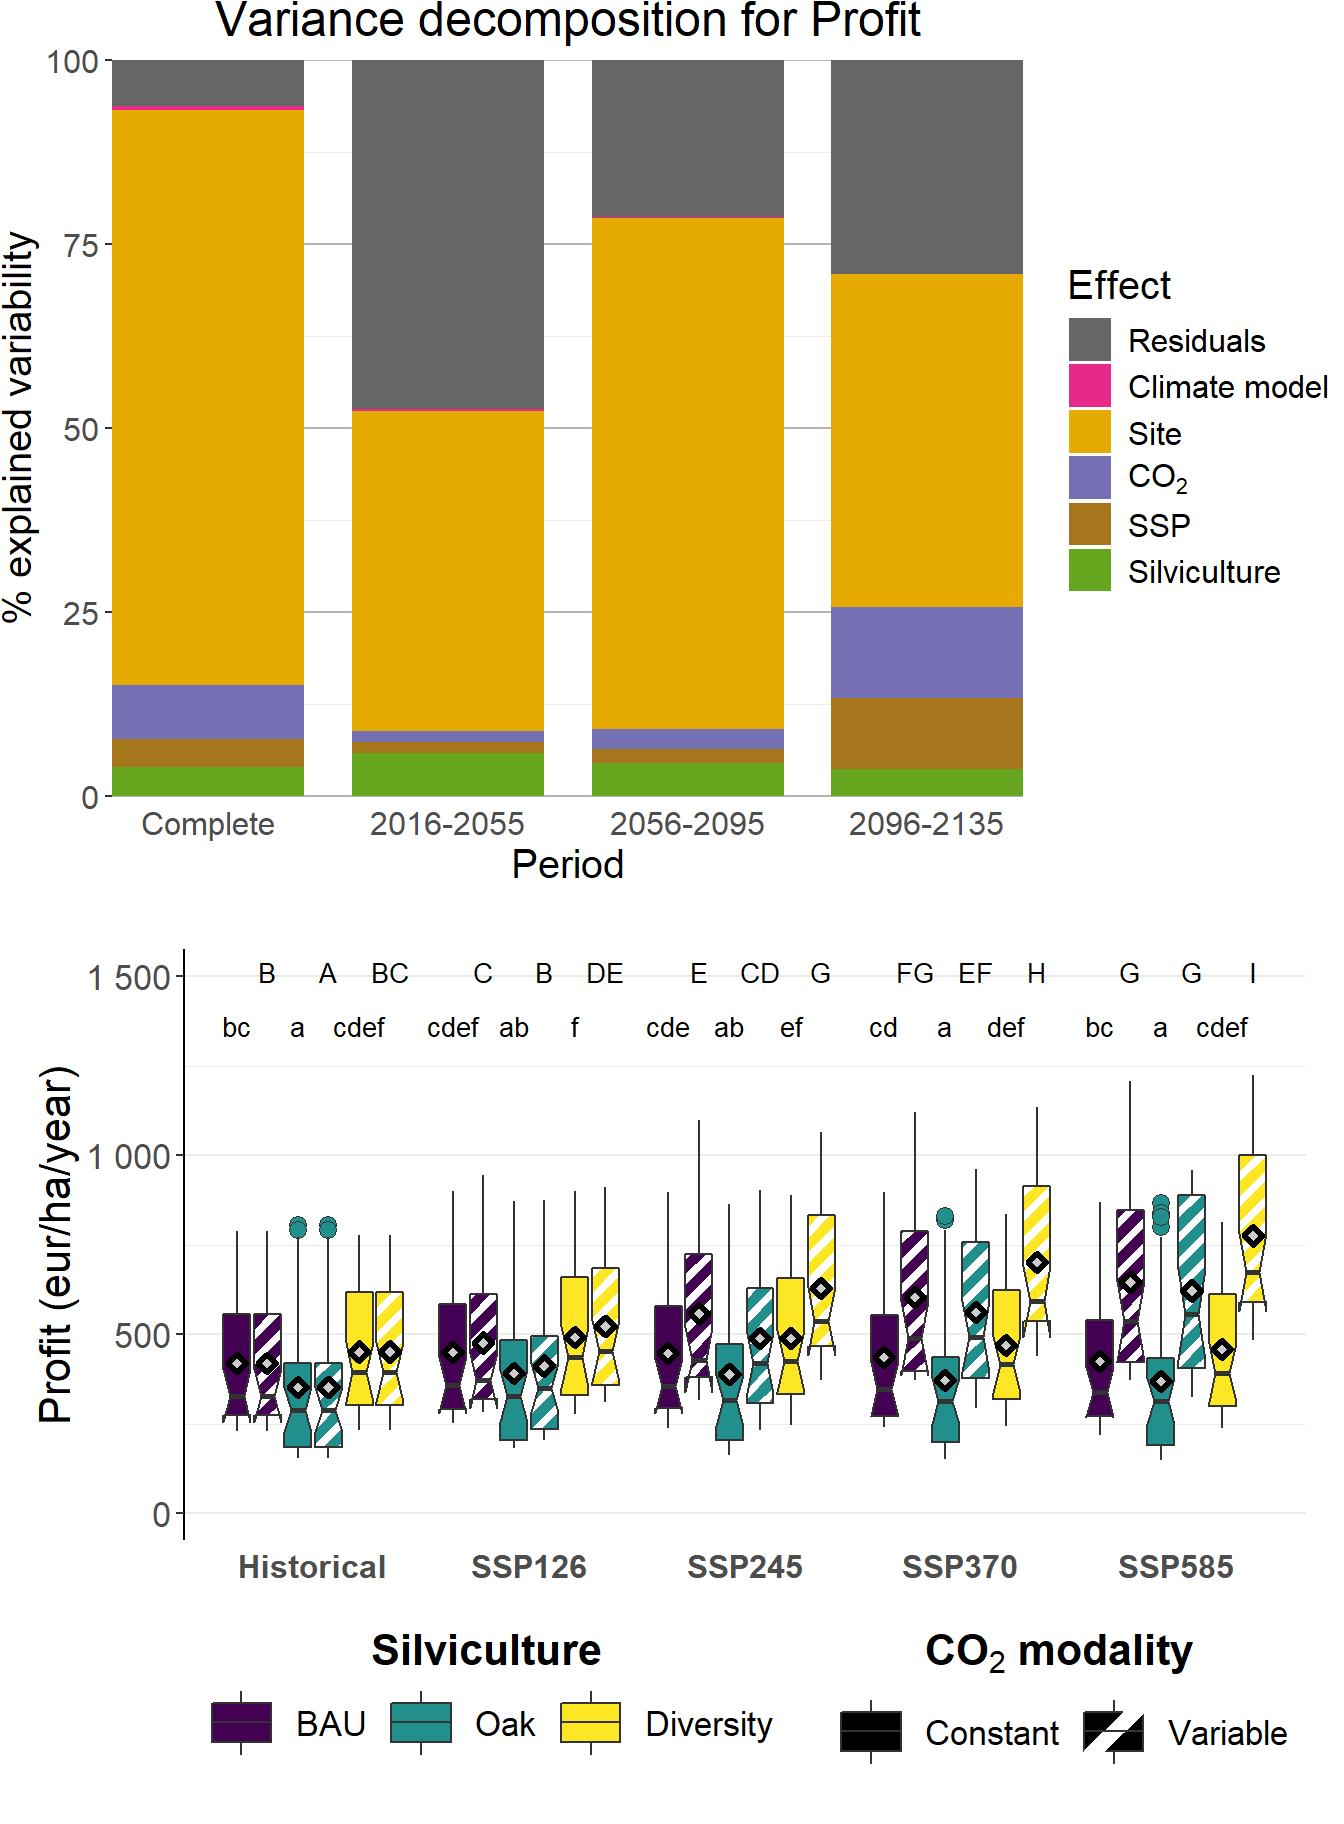 Variance decomposition for Profit
% explained variability
100
75
50
25
0
Complete 2016-2055 2056-2095 2096-2135
Period
Effect
Residuals
Climate model
Site
CO₂
SSP
Silviculture
Profit (eur/ha/year)
1 500
1 000
500
0
B A BC C B DE E CD G FG EF H G G I
bc a cdef cdef ab f cde ab ef cd a def bc a cdef
Historical SSP126 SSP245 SSP370 SSP585
Silviculture
BAU Oak Diversity
CO₂ modality
Constant Variable